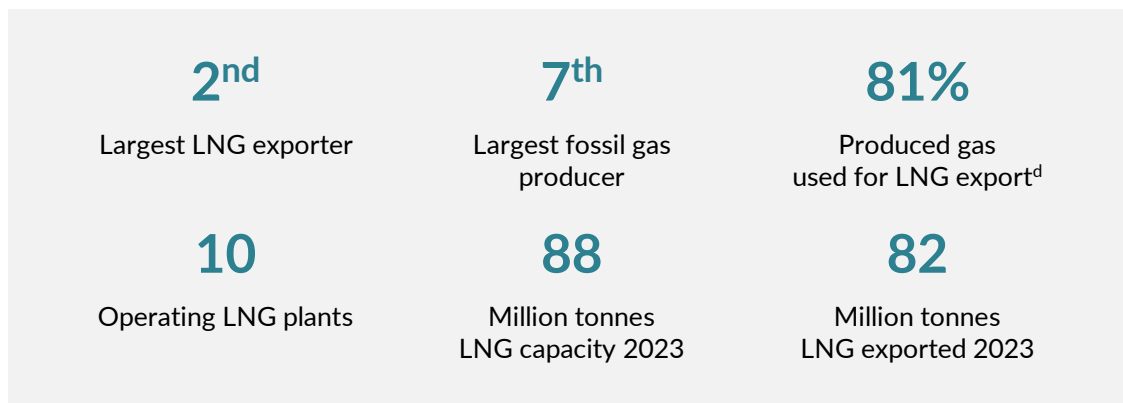 2nd
Largest LNG exporter
7th
Largest fossil gas
producer
81%
Produced gas
used for LNG exportd
10
Operating LNG plants
88
Million tonnes
LNG capacity 2023
82
Million tonnes
LNG exported 2023